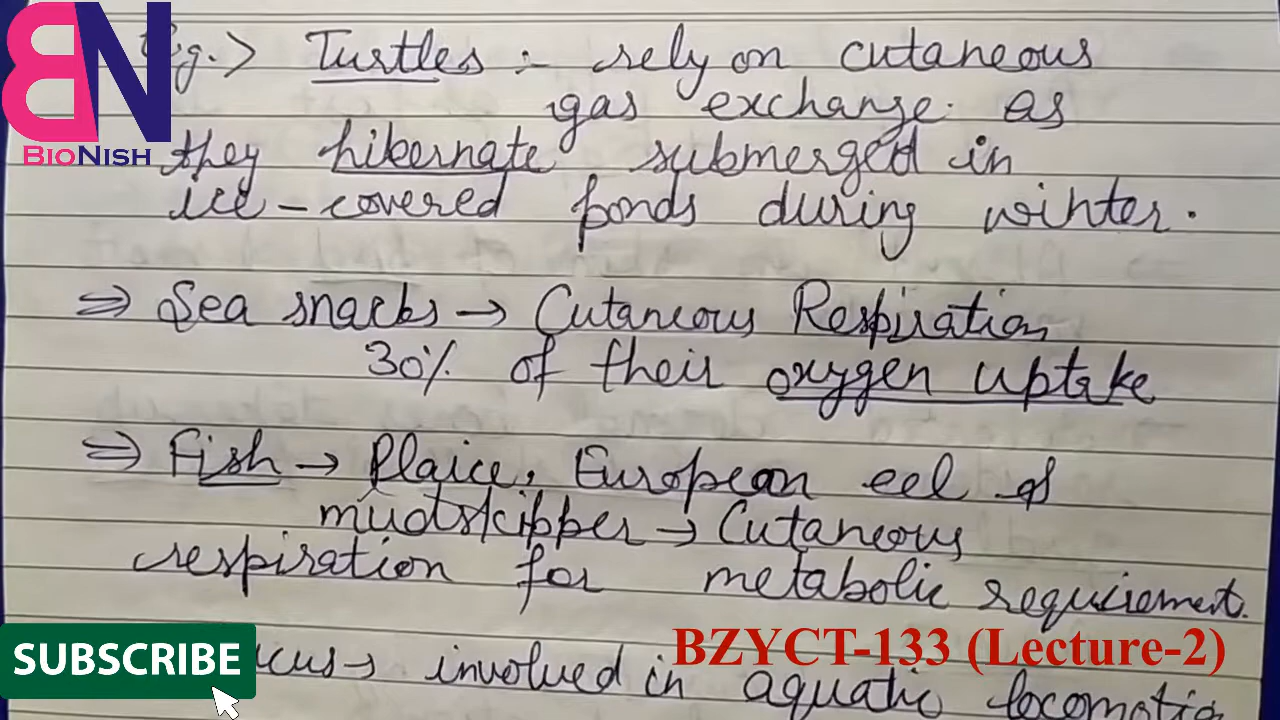 BN
BIONISH
Eg.> Turtles :- rely on cutaneous
gas exchange. as
they hibernate submerged in
ice-covered ponds during winter.
⇒ Sea snacks → Cutaneous Respiration
30% of their oxygen uptake
⇒ Fish → Plaice, European eel &
mudskipper → Cutaneous
respiration for metabolic requiriement.
BZYCT-133 (Lecture-2)
SUBSCRIBE
→ involved in aquatic locomotion